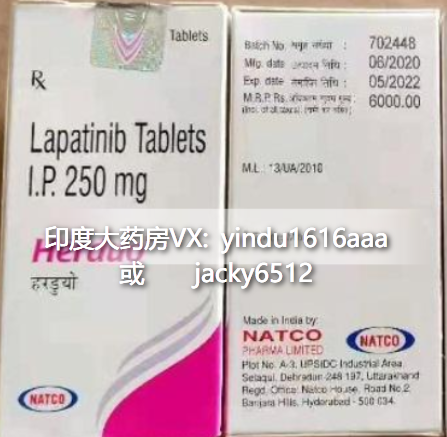 Tablets
Rx
Lapatinib Tablets
I.P. 250 mg
印度大药房VX: yindu1616aaa
或 jacky6512
Herduo
हरडुयो
NATCO
Batch No. : 702448
Mfg. date : 06/2020
Exp. date : 05/2022
M.R.P. Rs. : 6000.00
M.L. : 13/UA/2010
Made in India by:
NATCO
PHARMA LIMITED
NATCO
Plot No. A-3, UPSIDC Industrial Area
Selaqui, Dehradun-248 197, Uttarakhand
Regd. Office: Natco House, Road No.2
Banjara Hills, Hyderabad - 500 034.